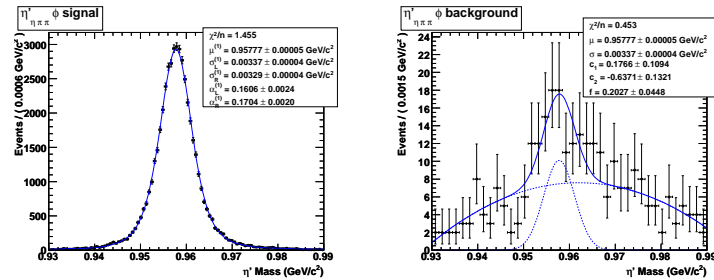 η'ηππ φ signal
χ²/n = 1.455
μ⁽¹⁾ = 0.95777 ± 0.00005 GeV/c²
σL⁽¹⁾ = 0.00337 ± 0.00004 GeV/c²
σR⁽¹⁾ = 0.00329 ± 0.00004 GeV/c²
αL⁽¹⁾ = 0.1606 ± 0.0024
αR⁽¹⁾ = 0.1704 ± 0.0020
Events / ( 0.0006 GeV/c² )
3000
2500
2000
1500
1000
500
0
0.93 0.94 0.95 0.96 0.97 0.98 0.99
η' Mass (GeV/c²)
η'ηππ φ background
χ²/n = 0.453
μ = 0.95777 ± 0.00005 GeV/c²
σ = 0.00337 ± 0.00004 GeV/c²
c₁ = 0.1766 ± 0.1094
c₂ = -0.6371 ± 0.1321
f = 0.2027 ± 0.0448
Events / ( 0.0015 GeV/c² )
24
22
20
18
16
14
12
10
8
6
4
2
0
0.93 0.94 0.95 0.96 0.97 0.98 0.99
η' Mass (GeV/c²)